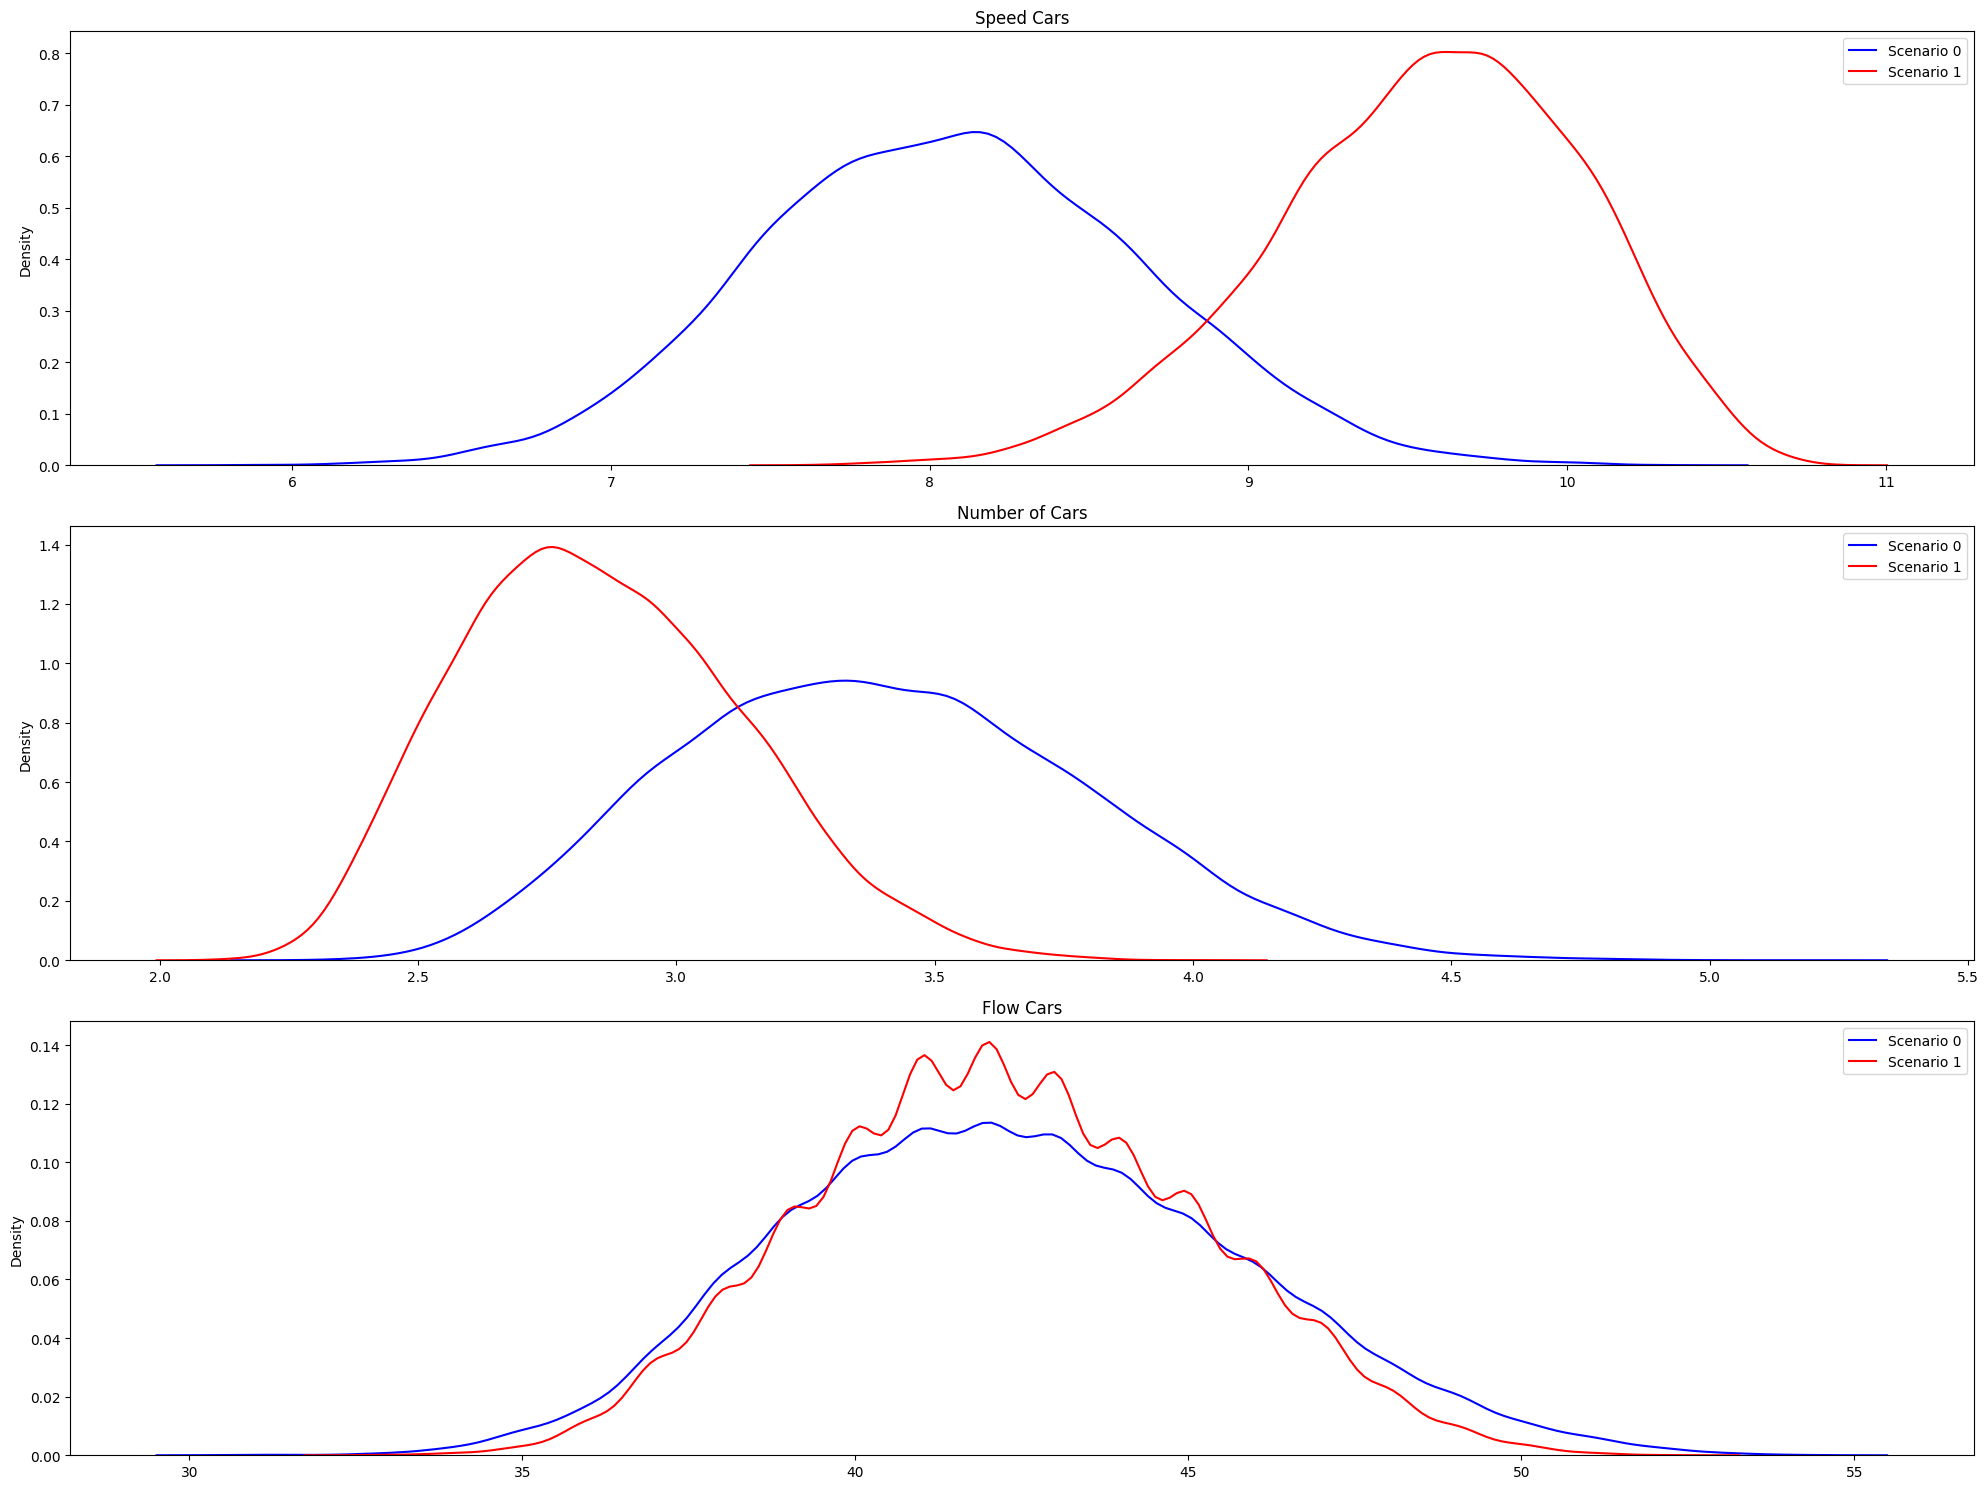 Speed Cars
Density
0.8
0.7
0.6
0.5
0.4
0.3
0.2
0.1
0.0
Scenario 0
Scenario 1
6 7 8 9 10 11
Number of Cars
Density
1.4
1.2
1.0
0.8
0.6
0.4
0.2
0.0
Scenario 0
Scenario 1
2.0 2.5 3.0 3.5 4.0 4.5 5.0 5.5
Flow Cars
Density
0.14
0.12
0.10
0.08
0.06
0.04
0.02
0.00
Scenario 0
Scenario 1
30 35 40 45 50 55